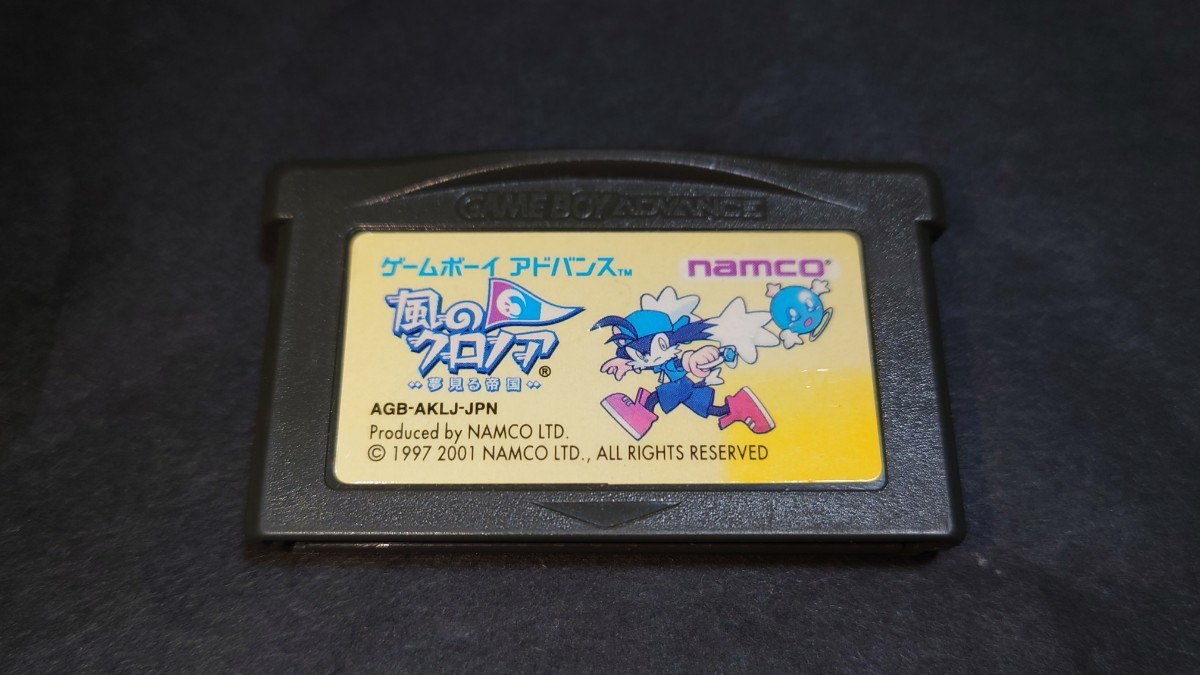 GAME BOY ADVANCE
ゲームボーイ アドバンス™
namco®
風のクロノア®
夢見る帝国
AGB-AKLJ-JPN
Produced by NAMCO LTD.
© 1997 2001 NAMCO LTD., ALL RIGHTS RESERVED